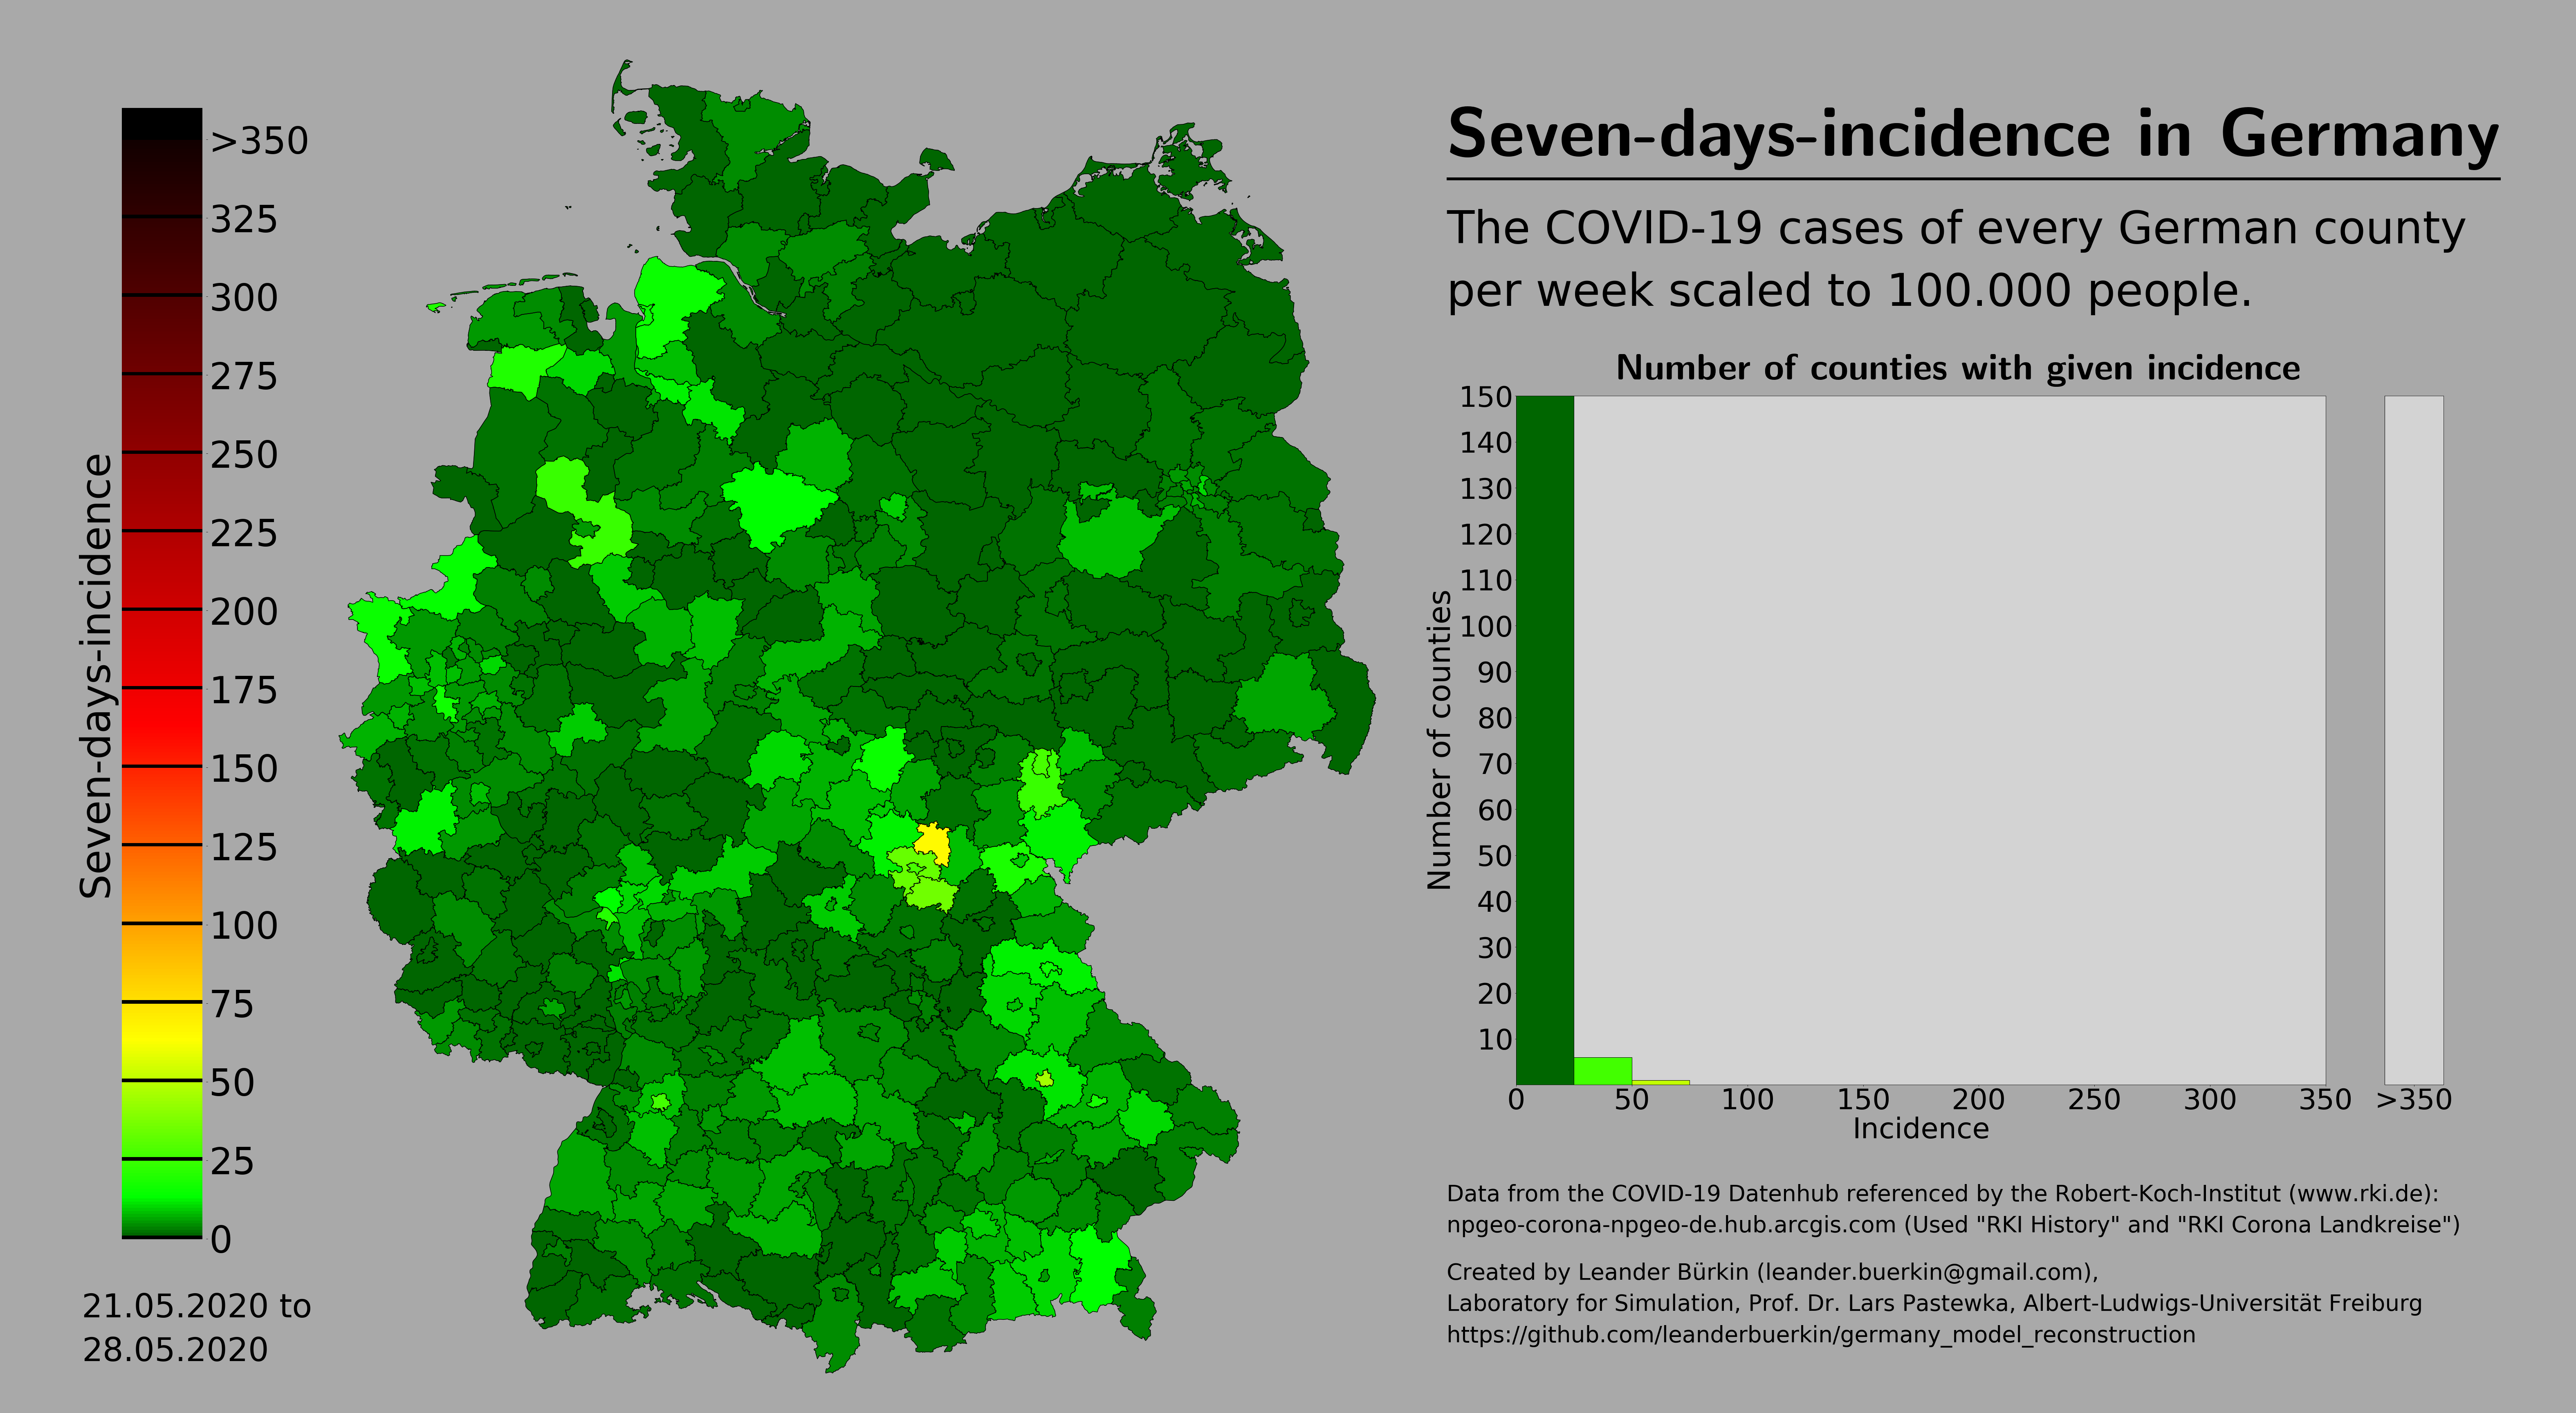 Seven-days-incidence in Germany
The COVID-19 cases of every German county
per week scaled to 100.000 people.
>350
325
300
275
250
225
200
175
150
125
100
75
50
25
0
Seven-days-incidence
21.05.2020 to
28.05.2020
Number of counties with given incidence
150
140
130
120
110
100
90
80
70
60
50
40
30
20
10
Number of counties
0 50 100 150 200 250 300 350 >350
Incidence
Data from the COVID-19 Datenhub referenced by the Robert-Koch-Institut (www.rki.de):
npgeo-corona-npgeo-de.hub.arcgis.com (Used "RKI History" and "RKI Corona Landkreise")
Created by Leander Bürkin (leander.buerkin@gmail.com),
Laboratory for Simulation, Prof. Dr. Lars Pastewka, Albert-Ludwigs-Universität Freiburg
https://github.com/leanderbuerkin/germany_model_reconstruction